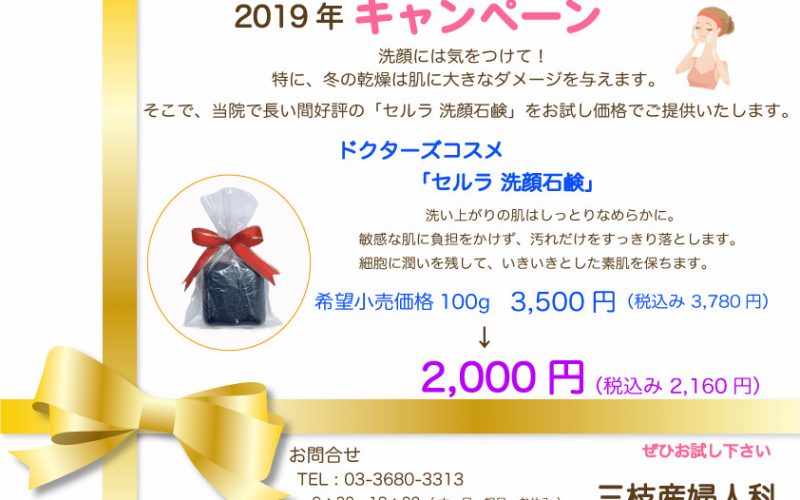 2019年 キャンペーン
洗顔には気をつけて！
特に、冬の乾燥は肌に大きなダメージを与えます。
そこで、当院で長い間好評の「セルラ 洗顔石鹸」をお試し価格でご提供いたします。
ドクターズコスメ
「セルラ 洗顔石鹸」
洗い上がりの肌はしっとりなめらかに。
敏感な肌に負担をかけず、汚れだけをすっきり落とします。
細胞に潤いを残して、いきいきとした素肌を保ちます。
希望小売価格 100g 3,500円（税込み 3,780円）
↓
2,000円（税込み 2,160円）
ぜひお試し下さい
お問合せ
TEL：03-3680-3313
三枝産婦人科